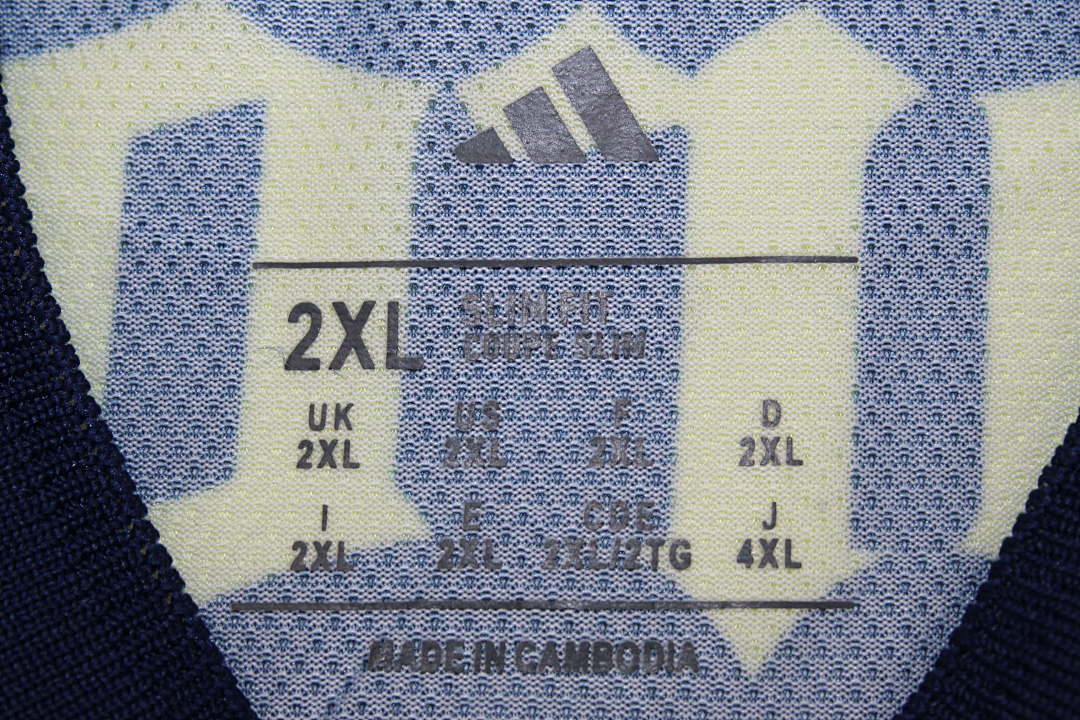 2XL SLIM FIT
COUPE SLIM
UK US F D
2XL 2XL 2XL 2XL
I E CDE J
2XL 2XL 2XL/2TG 4XL
MADE IN CAMBODIA